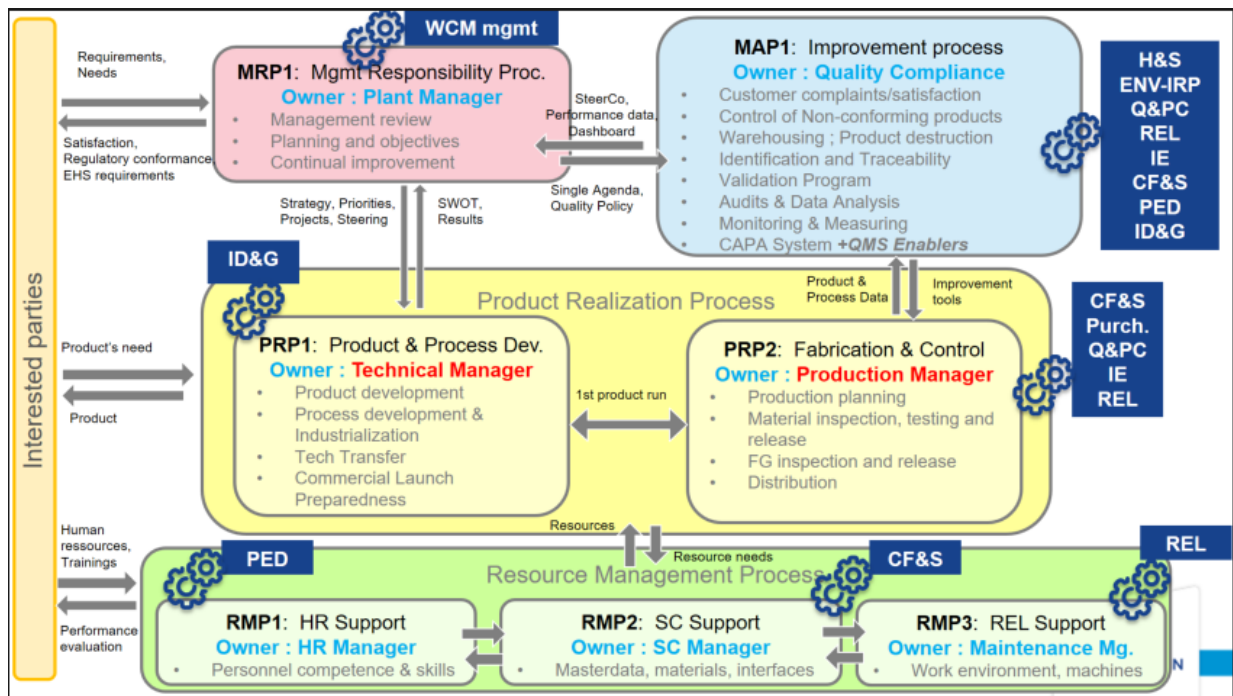 WCM mgmt
Requirements,
Needs
Satisfaction,
Regulatory conformance,
EHS requirements
MRP1: Mgmt Responsibility Proc.
Owner : Plant Manager
• Management review
• Planning and objectives
• Continual improvement
SteerCo,
Performance data,
Dashboard
Single Agenda,
Quality Policy
MAP1: Improvement process
Owner : Quality Compliance
• Customer complaints/satisfaction
• Control of Non-conforming products
• Warehousing ; Product destruction
• Identification and Traceability
• Validation Program
• Audits & Data Analysis
• Monitoring & Measuring
• CAPA System +QMS Enablers
H&S
ENV-IRP
Q&PC
REL
IE
CF&S
PED
ID&G
Strategy, Priorities,
Projects, Steering
SWOT,
Results
Interested parties
ID&G
Product Realization Process
Product &
Process Data
Improvement
tools
CF&S
Purch.
Q&PC
IE
REL
Product's need
Product
PRP1: Product & Process Dev.
Owner : Technical Manager
• Product development
• Process development &
Industrialization
• Tech Transfer
• Commercial Launch
Preparedness
1st product run
PRP2: Fabrication & Control
Owner : Production Manager
• Production planning
• Material inspection, testing and
release
• FG inspection and release
• Distribution
Resources
Resource needs
Human
ressources,
Trainings
Performance
evaluation
PED
Resource Management Process
CF&S
REL
RMP1: HR Support
Owner : HR Manager
• Personnel competence & skills
RMP2: SC Support
Owner : SC Manager
• Masterdata, materials, interfaces
RMP3: REL Support
Owner : Maintenance Mg.
• Work environment, machines
N